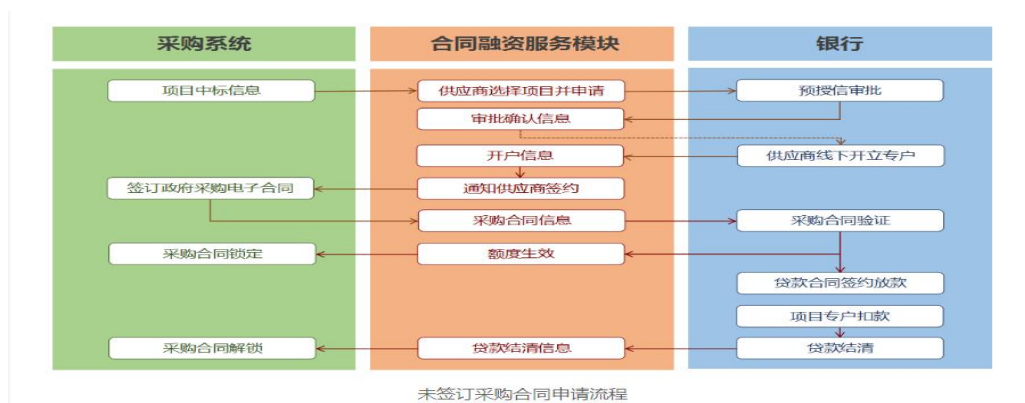 采购系统
合同融资服务模块
银行
项目中标信息
供应商选择项目并申请
预授信审批
审批确认信息
开户信息
供应商线下开立专户
签订政府采购电子合同
通知供应商签约
采购合同信息
采购合同验证
采购合同锁定
额度生效
贷款合同签约放款
项目专户扣款
采购合同解锁
贷款结清信息
贷款结清
未签订采购合同申请流程